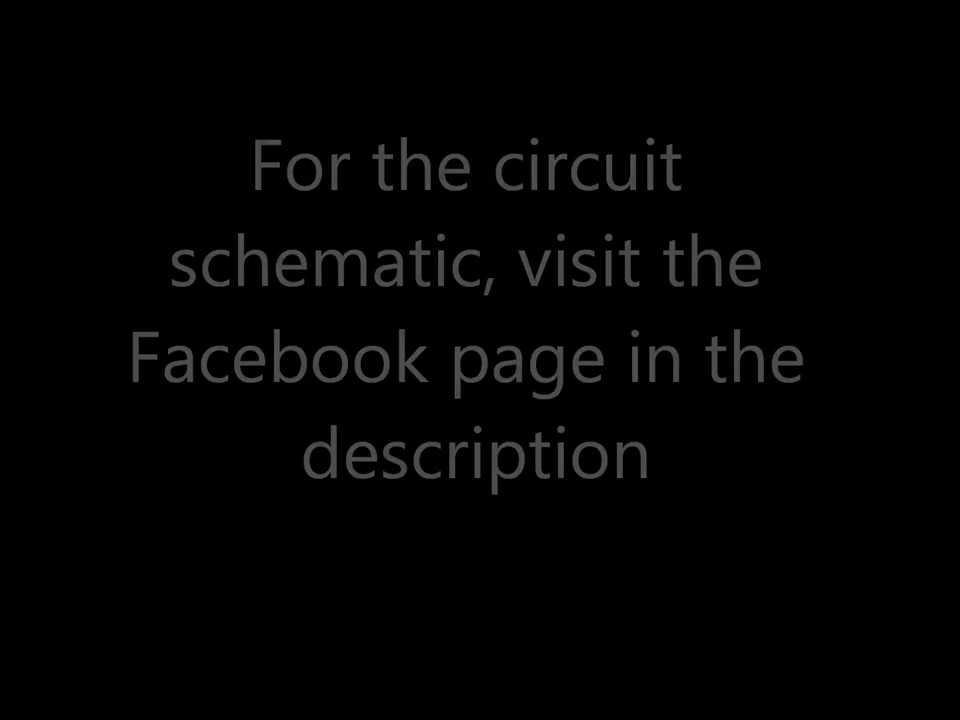 For the circuit
schematic, visit the
Facebook page in the
description